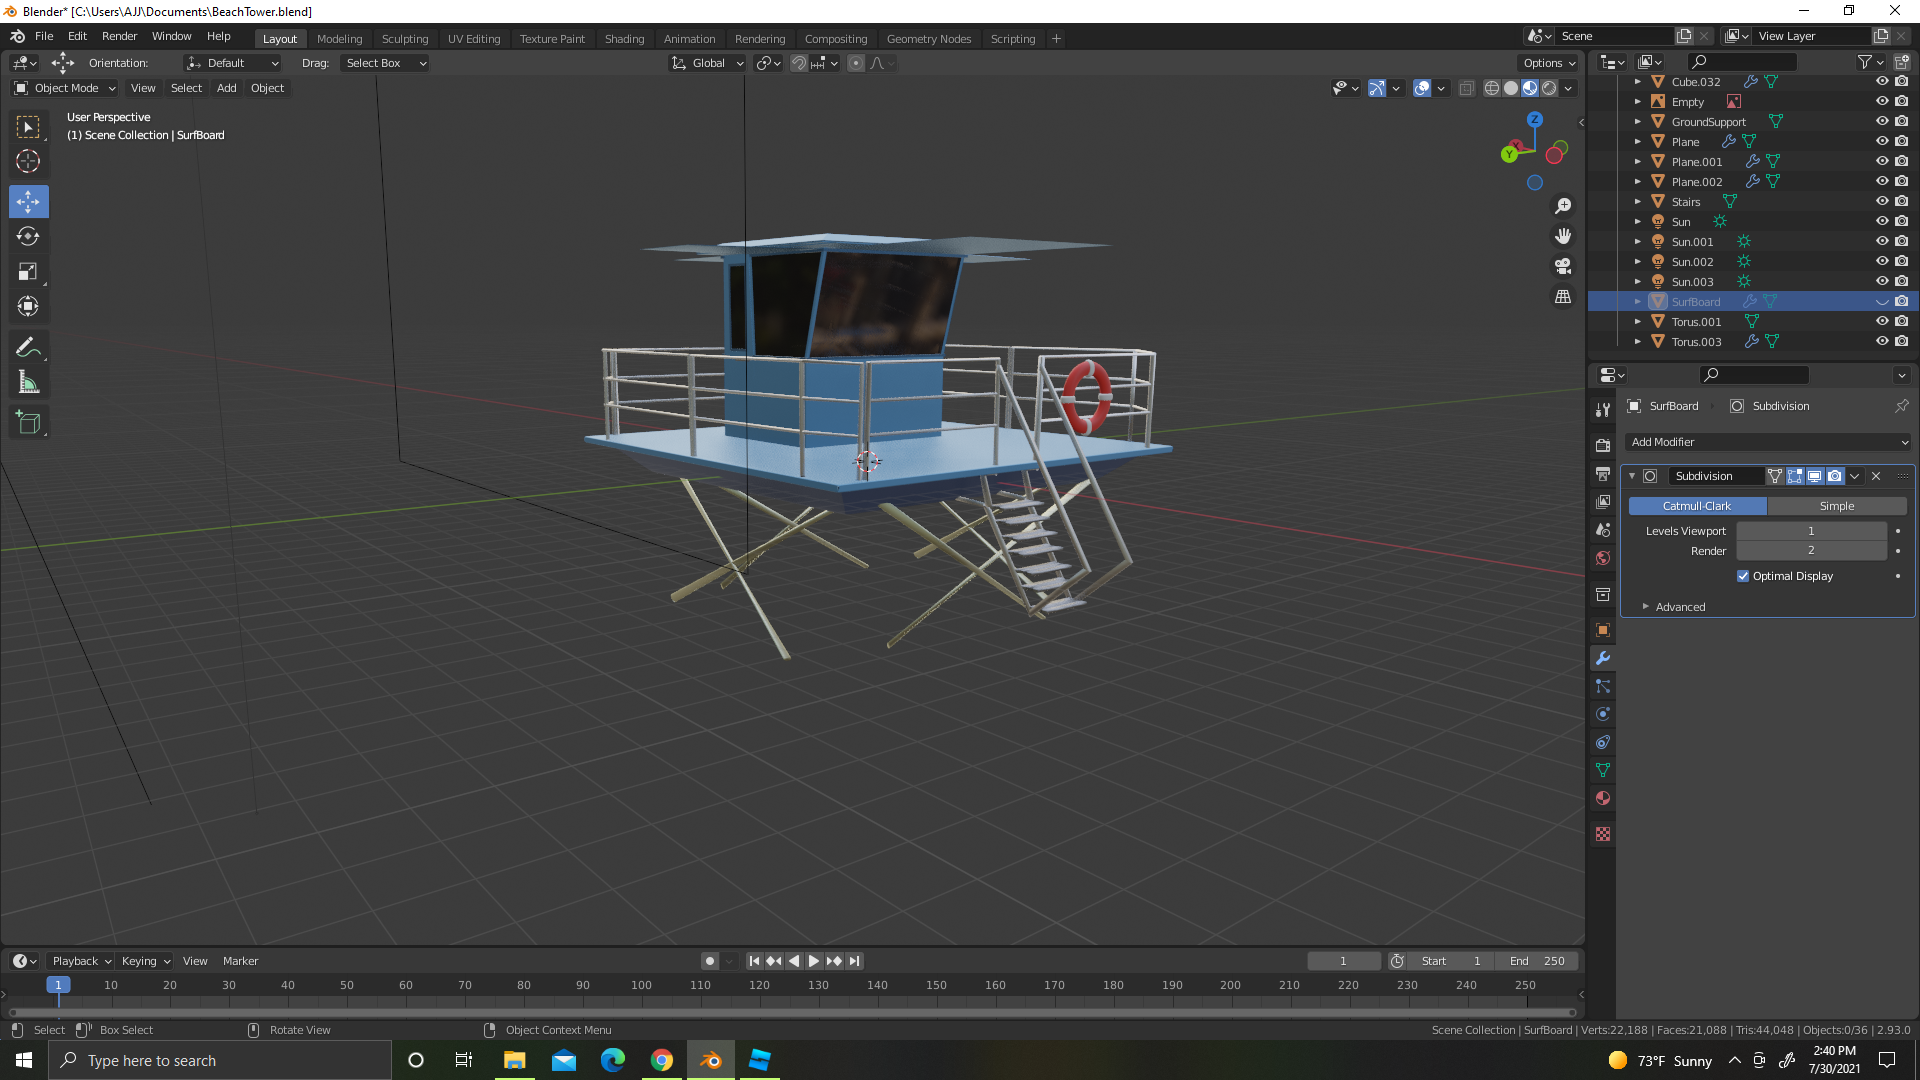 Blender* [C:\Users\AJJ\Documents\BeachTower.blend]
File Edit Render Window Help Layout Modeling Sculpting UV Editing Texture Paint Shading Animation Rendering Compositing Geometry Nodes Scripting + Scene View Layer
Orientation: Default Drag: Select Box Global Options
Object Mode View Select Add Object
User Perspective
(1) Scene Collection | SurfBoard
Z
Y
Cube.032
Empty
GroundSupport
Plane
Plane.001
Plane.002
Stairs
Sun
Sun.001
Sun.002
Sun.003
SurfBoard
Torus.001
Torus.003
SurfBoard Subdivision
Add Modifier
Subdivision
Catmull-Clark Simple
Levels Viewport 1
Render 2
Optimal Display
Advanced
Playback Keying View Marker 1 Start 1 End 250
1 10 20 30 40 50 60 70 80 90 100 110 120 130 140 150 160 170 180 190 200 210 220 230 240 250
Select Box Select Rotate View Object Context Menu Scene Collection | SurfBoard | Verts:22,188 | Faces:21,088 | Tris:44,048 | Objects:0/36 | 2.93.0
Type here to search 73°F Sunny 2:40 PM
7/30/2021